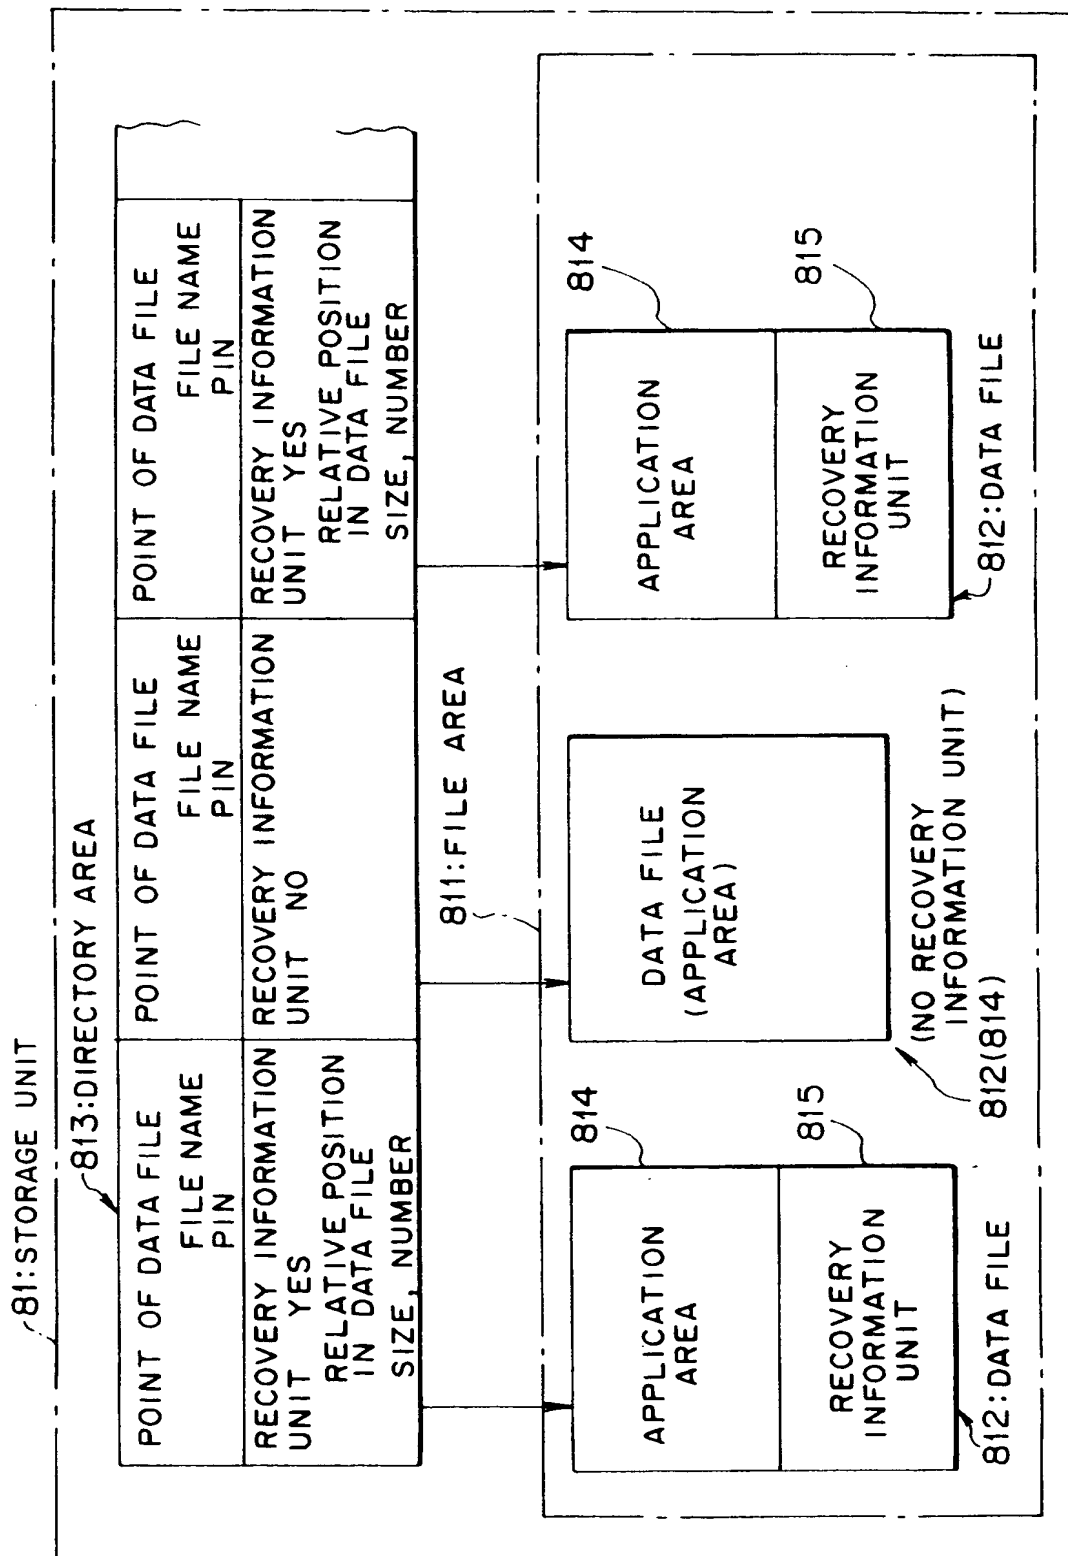 81:STORAGE UNIT
813:DIRECTORY AREA
POINT OF DATA FILE
FILE NAME
PIN
RECOVERY INFORMATION
UNIT YES
RELATIVE POSITION
IN DATA FILE
SIZE, NUMBER
POINT OF DATA FILE
FILE NAME
PIN
RECOVERY INFORMATION
UNIT NO
POINT OF DATA FILE
FILE NAME
PIN
RECOVERY INFORMATION
UNIT YES
RELATIVE POSITION
IN DATA FILE
SIZE, NUMBER
811:FILE AREA
APPLICATION
AREA
814
RECOVERY
INFORMATION
UNIT
815
812:DATA FILE
DATA FILE
(APPLICATION
AREA)
(NO RECOVERY
INFORMATION UNIT)
812(814)
APPLICATION
AREA
814
RECOVERY
INFORMATION
UNIT
815
812:DATA FILE